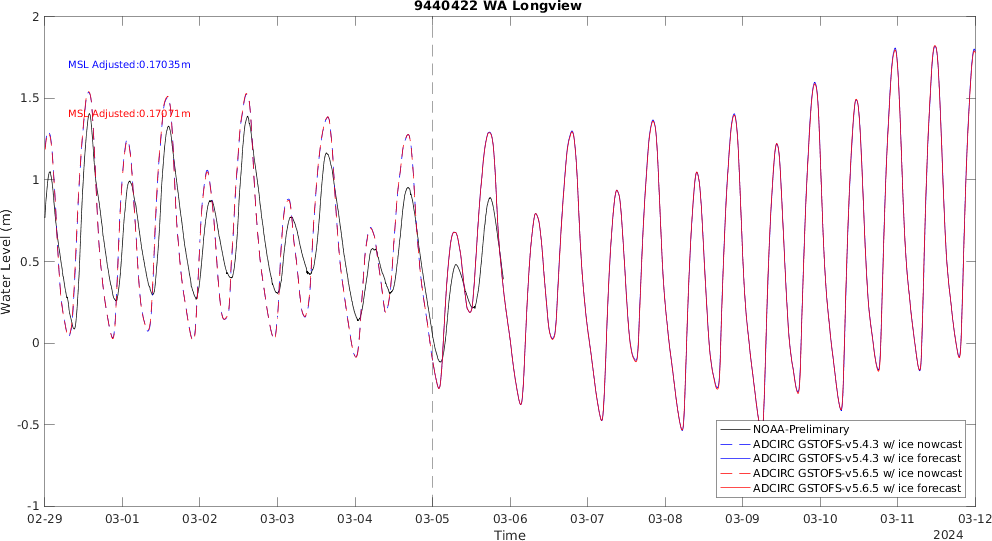 9440422 WA Longview
2
1.5
1
0.5
0
-0.5
-1
Water Level (m)
MSL Adjusted:0.17035m
MSL Adjusted:0.17071m
NOAA-Preliminary
ADCIRC GSTOFS-v5.4.3 w/ ice nowcast
ADCIRC GSTOFS-v5.4.3 w/ ice forecast
ADCIRC GSTOFS-v5.6.5 w/ ice nowcast
ADCIRC GSTOFS-v5.6.5 w/ ice forecast
02-29 03-01 03-02 03-03 03-04 03-05 03-06 03-07 03-08 03-09 03-10 03-11 03-12
Time
2024